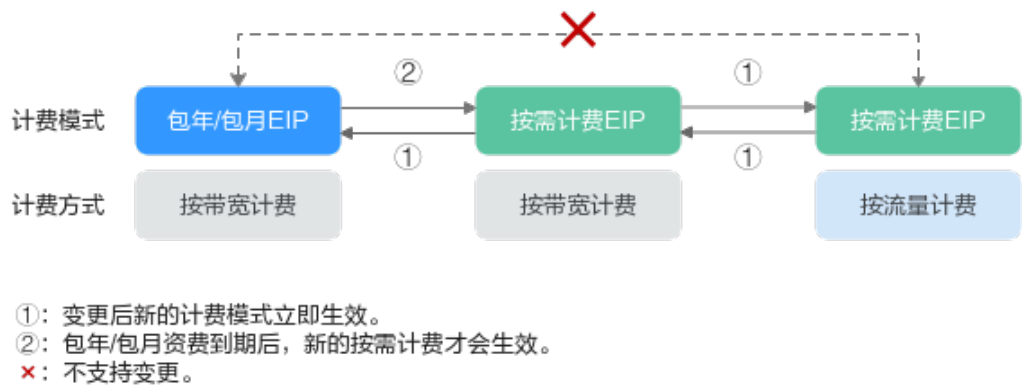 ② ①
计费模式 包年/包月EIP 按需计费EIP 按需计费EIP
① ①
计费方式 按带宽计费 按带宽计费 按流量计费
①：变更后新的计费模式立即生效。
②：包年/包月资费到期后，新的按需计费才会生效。
×：不支持变更。